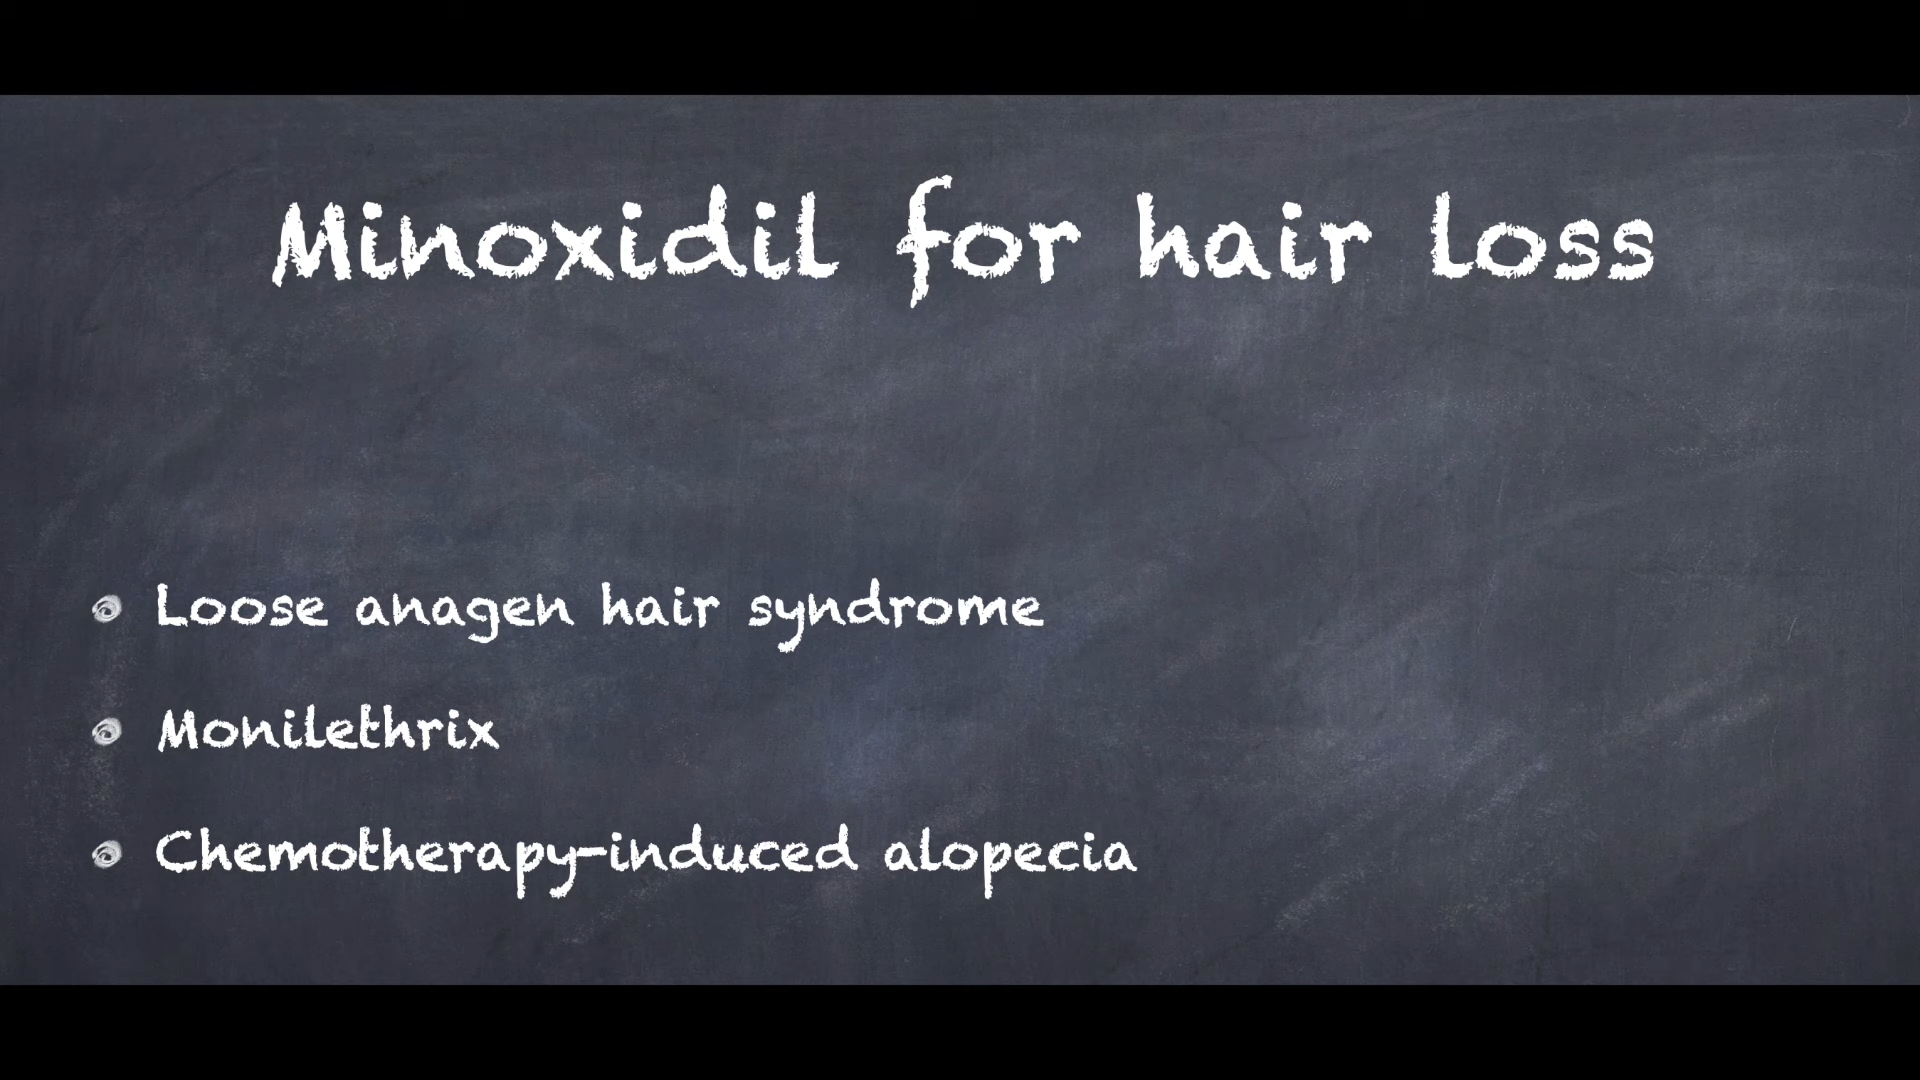 Minoxidil for hair loss
Loose anagen hair syndrome
Monilethrix
Chemotherapy-induced alopecia